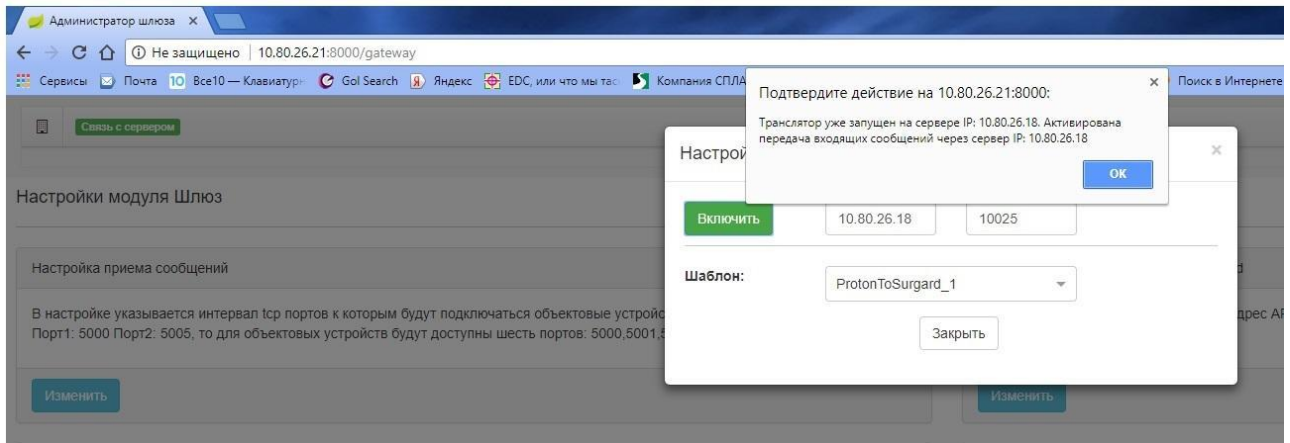 Администратор шлюза
Не защищено 10.80.26.21:8000/gateway
Сервисы Почта 10 Все10 — Клавиатурн Gol Search Я Яндекс EDC, или что мы тас Компания СПЛА Поиск в Интернете
Подтвердите действие на 10.80.26.21:8000:
Транслятор уже запущен на сервере IP: 10.80.26.18. Активирована
передача входящих сообщений через сервер IP: 10.80.26.18
ОК
Связь с сервером
Настрой
Настройки модуля Шлюз
Включить 10.80.26.18 10025
Шаблон: ProtonToSurgard_1
Закрыть
Настройка приема сообщений
В настройке указывается интервал tcp портов к которым будут подключаться объектовые устройс
Порт1: 5000 Порт2: 5005, то для объектовых устройств будут доступны шесть портов: 5000,5001,5
дрес AF
Изменить
Изменить